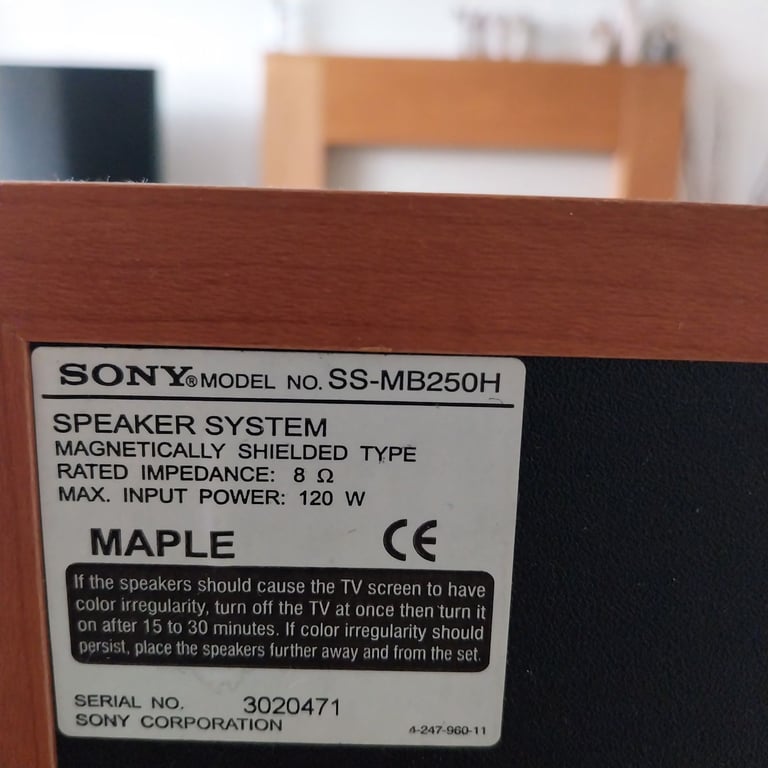 SONY® MODEL NO. SS-MB250H
SPEAKER SYSTEM
MAGNETICALLY SHIELDED TYPE
RATED IMPEDANCE: 8 Ω
MAX. INPUT POWER: 120 W
MAPLE CE
If the speakers should cause the TV screen to have
color irregularity, turn off the TV at once then turn it
on after 15 to 30 minutes. If color irregularity should
persist, place the speakers further away and from the set.
SERIAL NO. 3020471
SONY CORPORATION 4-247-960-11